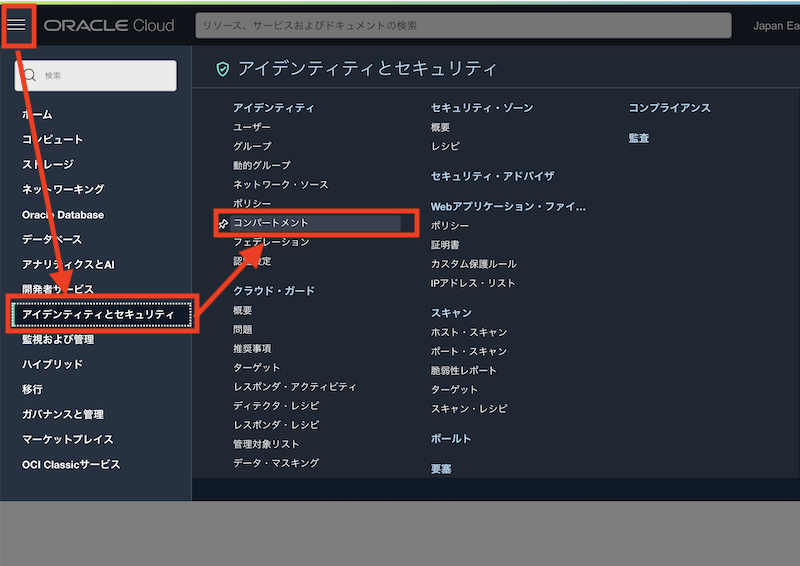 ORACLE Cloud
リソース、サービスおよびドキュメントの検索
Japan Ea
検索
ホーム
コンピュート
ストレージ
ネットワーキング
Oracle Database
データベース
アナリティクスとAI
開発者サービス
アイデンティティとセキュリティ
監視および管理
ハイブリッド
移行
ガバナンスと管理
マーケットプレイス
OCI Classicサービス
アイデンティティとセキュリティ
アイデンティティ
ユーザー
グループ
動的グループ
ネットワーク・ソース
ポリシー
コンパートメント
フェデレーション
認証設定
クラウド・ガード
概要
問題
推奨事項
ターゲット
レスポンダ・アクティビティ
ディテクタ・レシピ
レスポンダ・レシピ
管理対象リスト
データ・マスキング
セキュリティ・ゾーン
概要
レシピ
セキュリティ・アドバイザ
Webアプリケーション・ファイ...
ポリシー
証明書
カスタム保護ルール
IPアドレス・リスト
スキャン
ホスト・スキャン
ポート・スキャン
脆弱性レポート
ターゲット
スキャン・レシピ
ボールト
要塞
コンプライアンス
監査